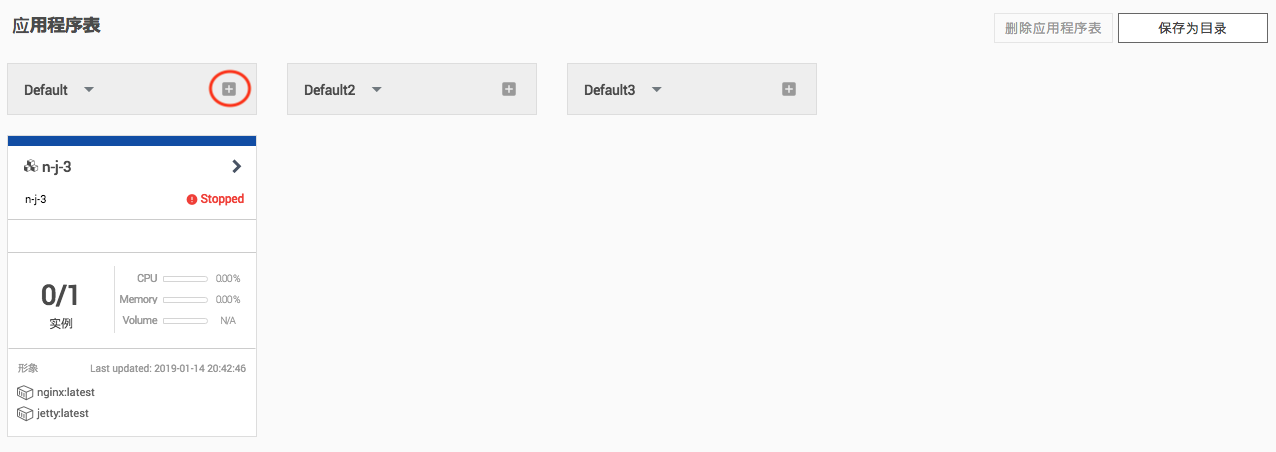 应用程序表
删除应用程序表 保存为目录
Default Default2 Default3
n-j-3
n-j-3 Stopped
CPU 0.00%
0/1 Memory 0.00%
实例 Volume N/A
形象 Last updated: 2019-01-14 20:42:46
nginx:latest
jetty:latest